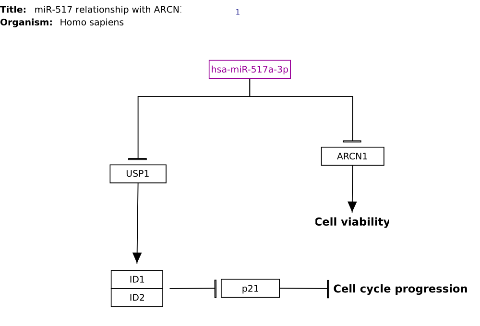 Title: miR-517 relationship with ARCN
1
Organism: Homo sapiens
hsa-miR-517a-3p
USP1
ARCN1
Cell viability
ID1
ID2
p21
Cell cycle progression